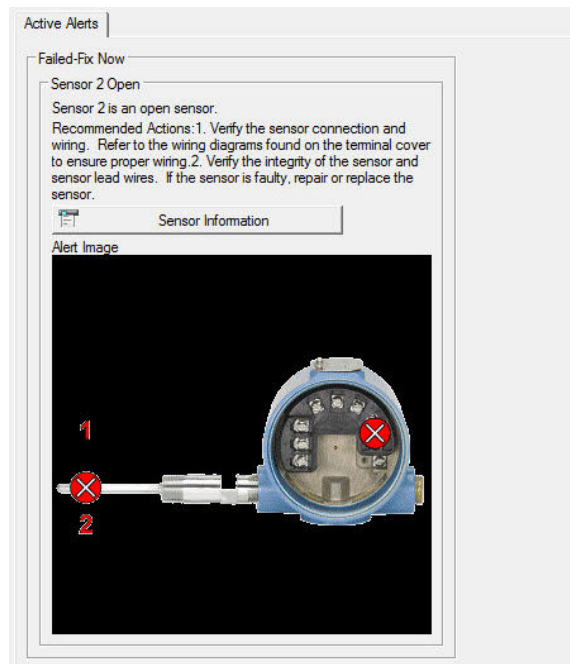 Active Alerts
Failed-Fix Now
Sensor 2 Open
Sensor 2 is an open sensor.
Recommended Actions:1. Verify the sensor connection and
wiring.  Refer to the wiring diagrams found on the terminal cover
to ensure proper wiring.2. Verify the integrity of the sensor and
sensor lead wires.  If the sensor is faulty, repair or replace the
sensor.
Sensor Information
Alert Image
1
2